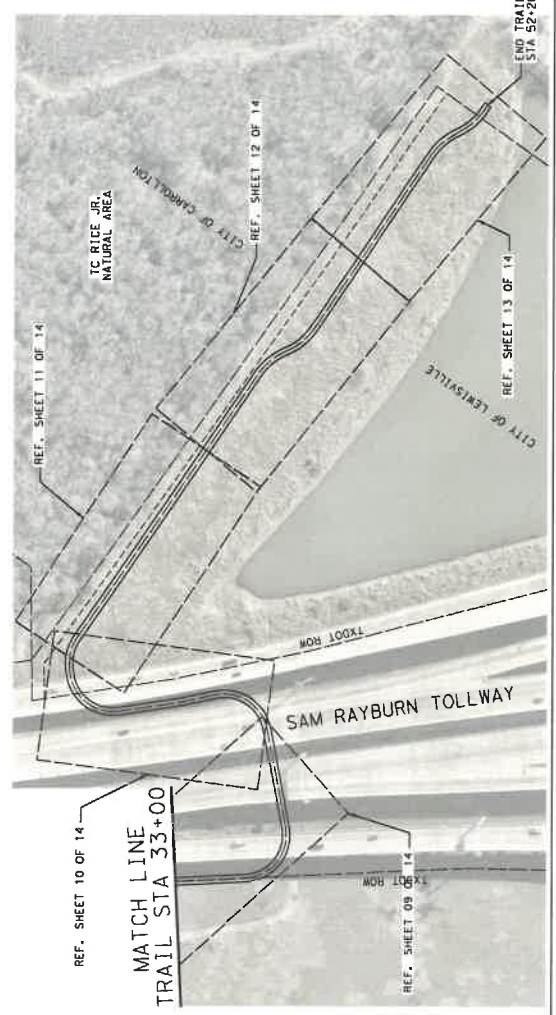 END TRAIL
REF. SHEET 11 OF 14
TC RICE JR.
NATURAL AREA
CITY OF CARROLLTON
REF. SHEET 12 OF 14
REF. SHEET 13 OF 14
CITY OF LEWISVILLE
TXDOT ROW
SAM RAYBURN TOLLWAY
REF. SHEET 10 OF 14
MATCH LINE
TRAIL STA 33+00
REF. SHEET 09 OF 14
TXDOT ROW